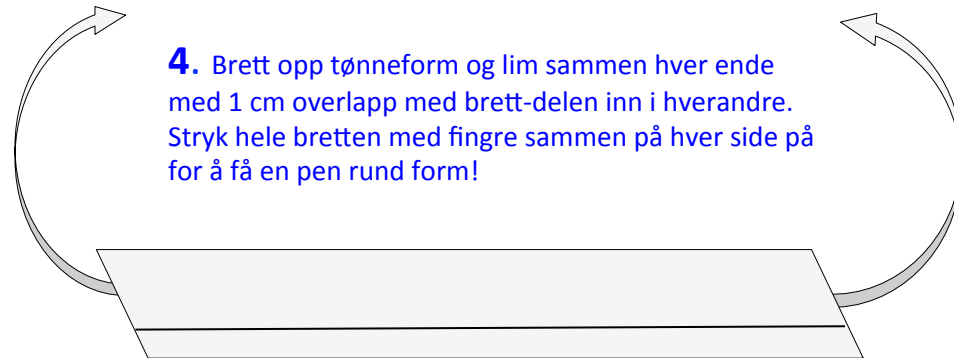 4. Brett opp tønneform og lim sammen hver ende
med 1 cm overlapp med brett-delen inn i hverandre.
Stryk hele bretten med fingre sammen på hver side på
for å få en pen rund form!